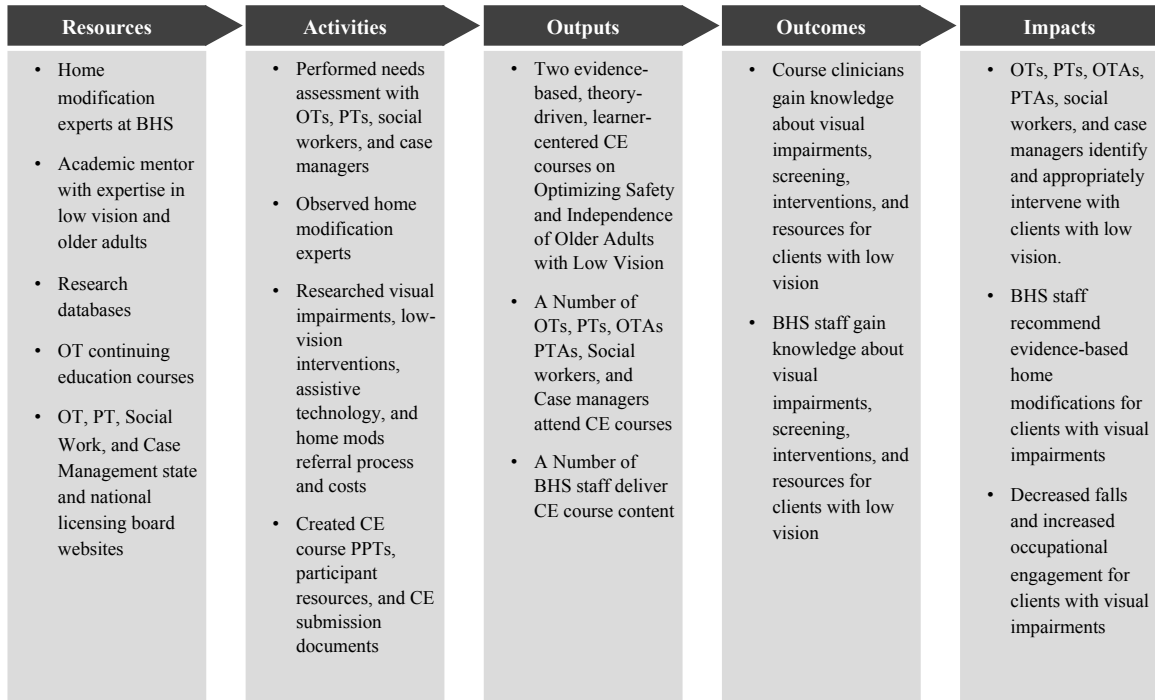 Resources
• Home
modification
experts at BHS
• Academic mentor
with expertise in
low vision and
older adults
• Research
databases
• OT continuing
education courses
• OT, PT, Social
Work, and Case
Management state
and national
licensing board
websites
Activities
• Performed needs
assessment with
OTs, PTs, social
workers, and case
managers
• Observed home
modification
experts
• Researched visual
impairments, low-
vision
interventions,
assistive
technology, and
home mods
referral process
and costs
• Created CE
course PPTs,
participant
resources, and CE
submission
documents
Outputs
• Two evidence-
based, theory-
driven, learner-
centered CE
courses on
Optimizing Safety
and Independence
of Older Adults
with Low Vision
• A Number of
OTs, PTs, OTAs
PTAs, Social
workers, and
Case managers
attend CE courses
• A Number of
BHS staff deliver
CE course content
Outcomes
• Course clinicians
gain knowledge
about visual
impairments,
screening,
interventions, and
resources for
clients with low
vision
• BHS staff gain
knowledge about
visual
impairments,
screening,
interventions, and
resources for
clients with low
vision
Impacts
• OTs, PTs, OTAs,
PTAs, social
workers, and case
managers identify
and appropriately
intervene with
clients with low
vision.
• BHS staff
recommend
evidence-based
home
modifications for
clients with visual
impairments
• Decreased falls
and increased
occupational
engagement for
clients with visual
impairments